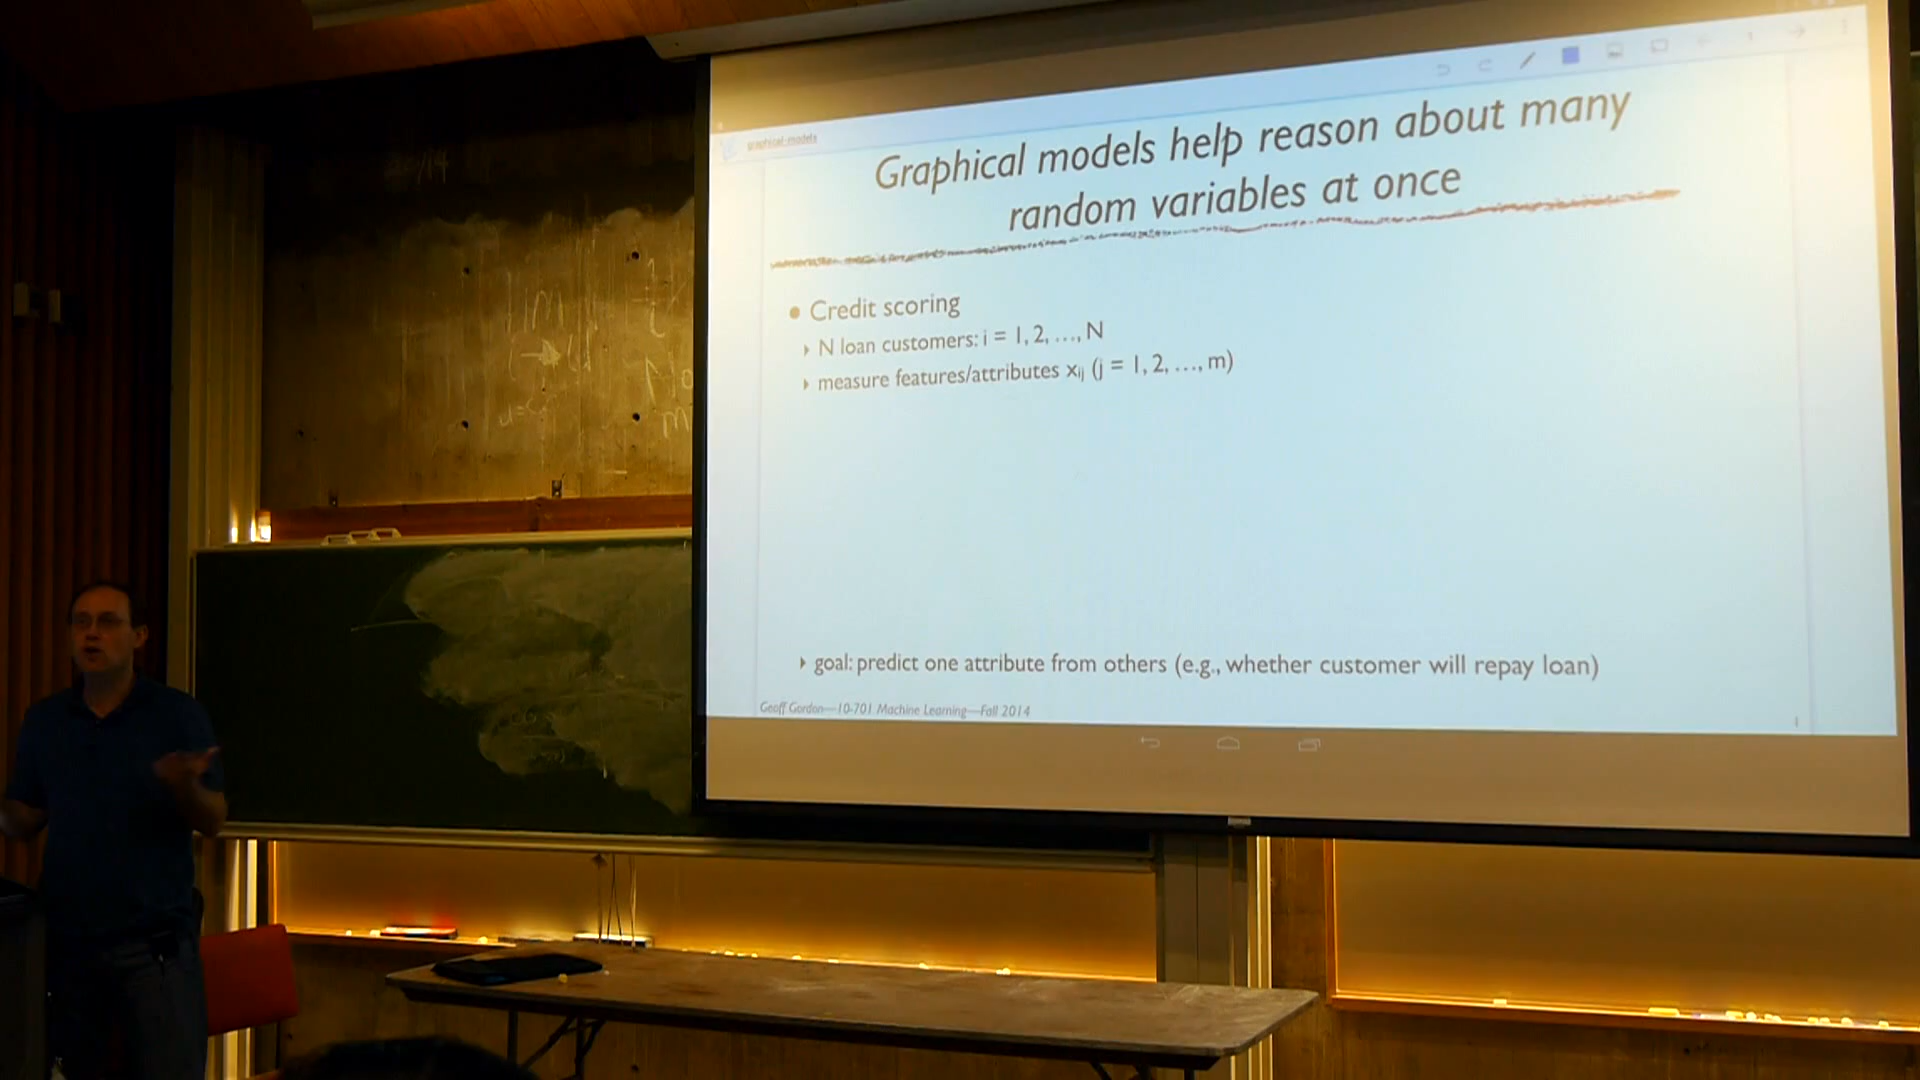 graphical-models
Graphical models help reason about many
random variables at once
• Credit scoring
‣ N loan customers: i = 1, 2, …, N
‣ measure features/attributes xᵢⱼ (j = 1, 2, …, m)
‣ goal: predict one attribute from others (e.g., whether customer will repay loan)
Geoff Gordon—10-701 Machine Learning—Fall 2014
lim